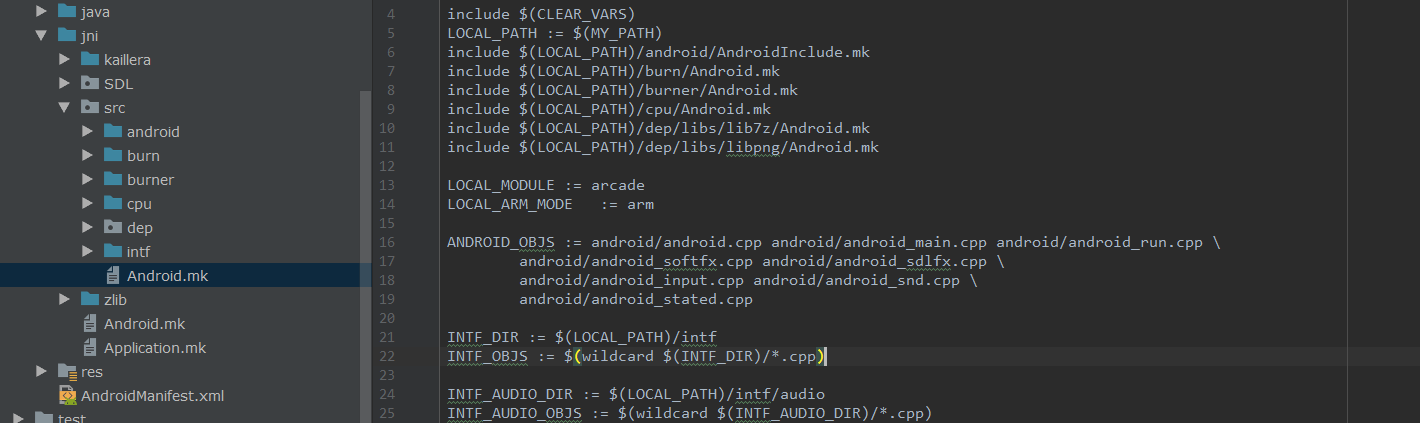 java
jni
kaillera
SDL
src
android
burn
burner
cpu
dep
intf
Android.mk
zlib
Android.mk
Application.mk
res
AndroidManifest.xml
test
4 include $(CLEAR_VARS)
5 LOCAL_PATH := $(MY_PATH)
6 include $(LOCAL_PATH)/android/AndroidInclude.mk
7 include $(LOCAL_PATH)/burn/Android.mk
8 include $(LOCAL_PATH)/burner/Android.mk
9 include $(LOCAL_PATH)/cpu/Android.mk
10 include $(LOCAL_PATH)/dep/libs/lib7z/Android.mk
11 include $(LOCAL_PATH)/dep/libs/libpng/Android.mk
12
13 LOCAL_MODULE := arcade
14 LOCAL_ARM_MODE   := arm
15
16 ANDROID_OBJS := android/android.cpp android/android_main.cpp android/android_run.cpp \
17 android/android_softfx.cpp android/android_sdlfx.cpp \
18 android/android_input.cpp android/android_snd.cpp \
19 android/android_stated.cpp
20
21 INTF_DIR := $(LOCAL_PATH)/intf
22 INTF_OBJS := $(wildcard $(INTF_DIR)/*.cpp)
23
24 INTF_AUDIO_DIR := $(LOCAL_PATH)/intf/audio
25 INTF_AUDIO_OBJS := $(wildcard $(INTF_AUDIO_DIR)/*.cpp)